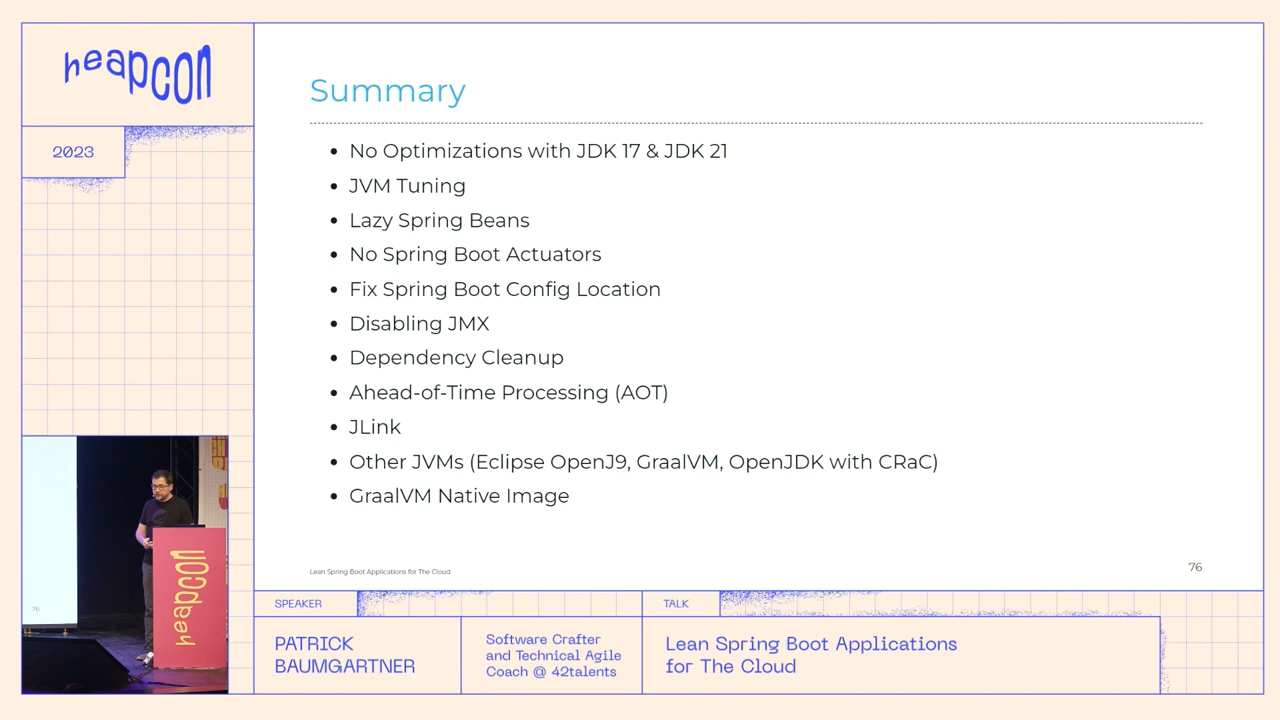 heapcon
2023
Summary
No Optimizations with JDK 17 & JDK 21
JVM Tuning
Lazy Spring Beans
No Spring Boot Actuators
Fix Spring Boot Config Location
Disabling JMX
Dependency Cleanup
Ahead-of-Time Processing (AOT)
JLink
Other JVMs (Eclipse OpenJ9, GraalVM, OpenJDK with CRaC)
GraalVM Native Image
Lean Spring Boot Applications for The Cloud
76
76
heapcon
SPEAKER
PATRICK
BAUMGARTNER
Software Crafter
and Technical Agile
Coach @ 42talents
TALK
Lean Spring Boot Applications
for The Cloud